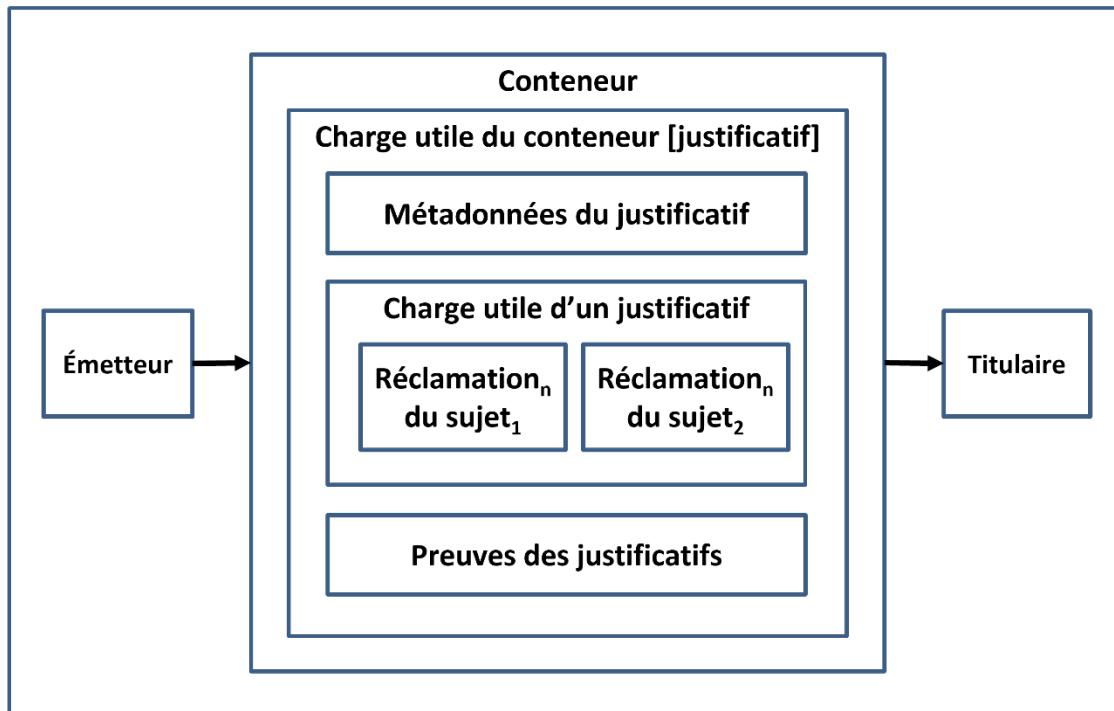 Conteneur
Charge utile du conteneur [justificatif]
Métadonnées du justificatif
Charge utile d’un justificatif
Émetteur
Réclamationₙ
du sujet₁
Réclamationₙ
du sujet₂
Titulaire
Preuves des justificatifs